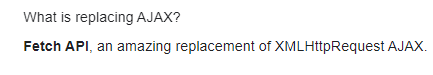 What is replacing AJAX?
Fetch API, an amazing replacement of XMLHttpRequest AJAX.